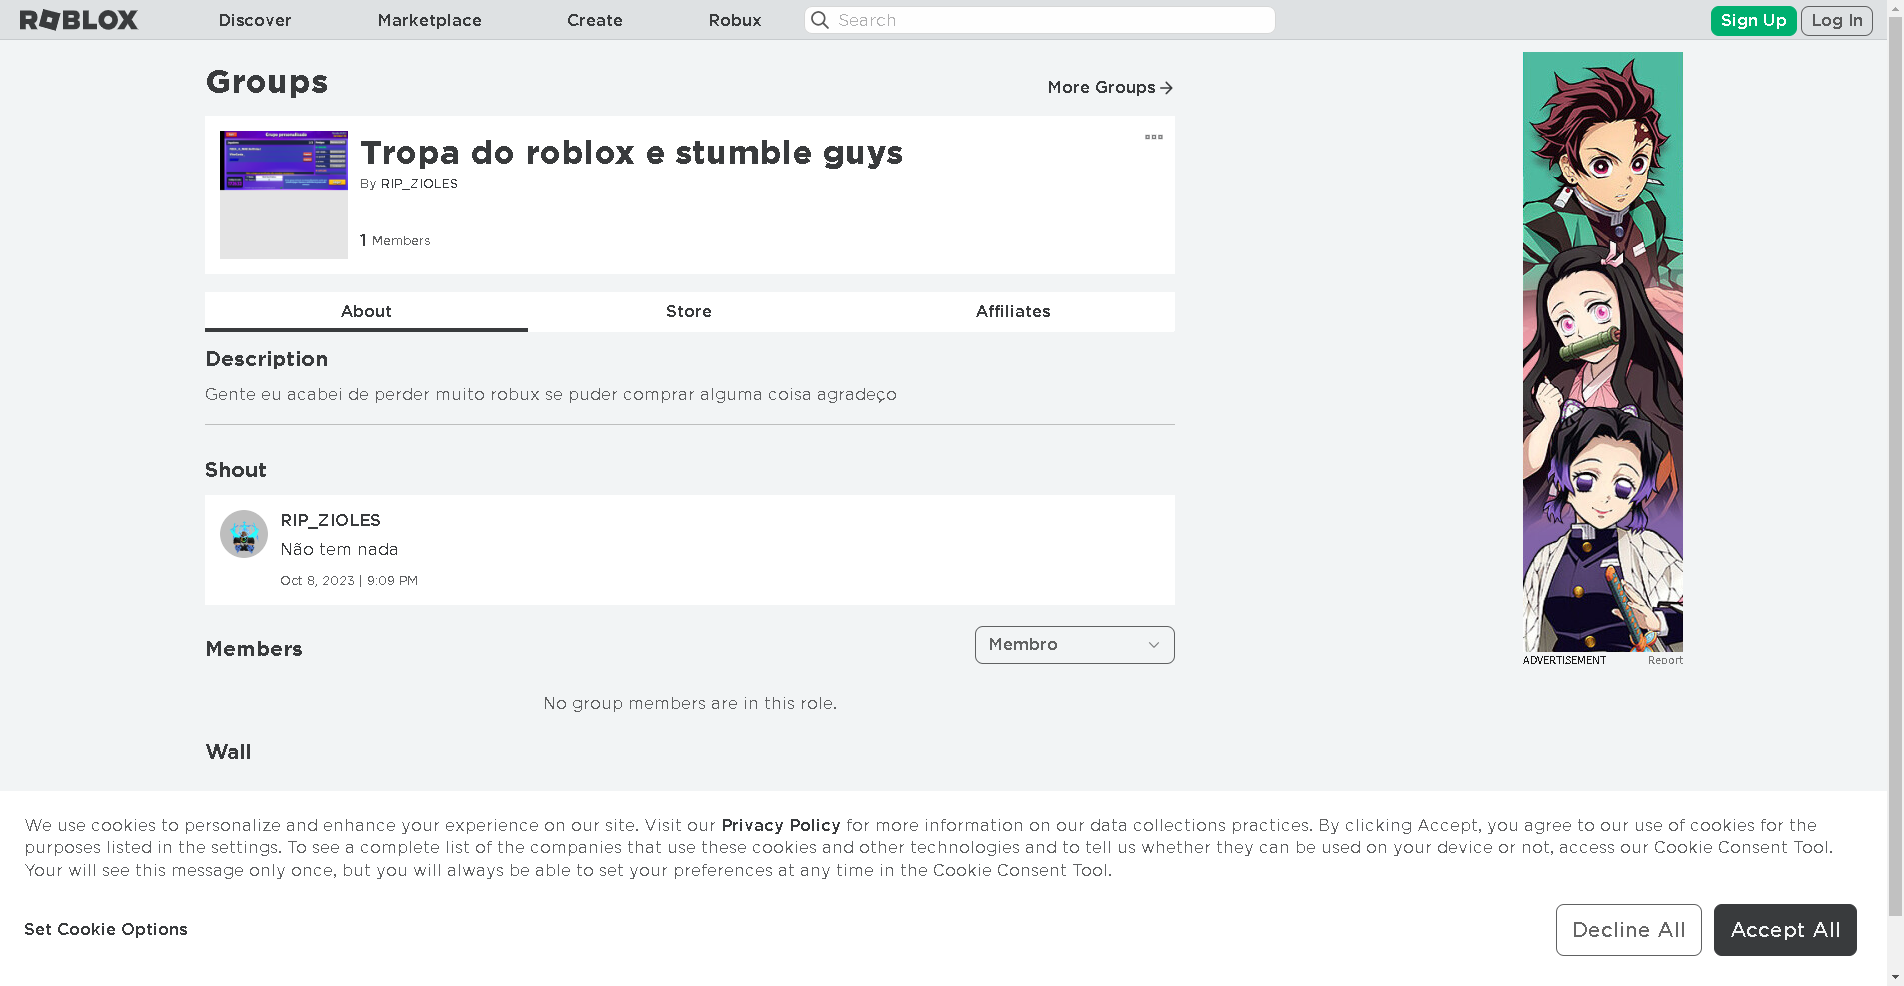 ROBLOX
Discover
Marketplace
Create
Robux
Search
Sign Up
Log In
Groups
More Groups
Tropa do roblox e stumble guys
By RIP_ZIOLES
1 Members
About
Store
Affiliates
Description
Gente eu acabei de perder muito robux se puder comprar alguma coisa agradeço
Shout
RIP_ZIOLES
Não tem nada
Oct 8, 2023 | 9:09 PM
Members
Membro
No group members are in this role.
Wall
ADVERTISEMENT
Report
We use cookies to personalize and enhance your experience on our site. Visit our Privacy Policy for more information on our data collections practices. By clicking Accept, you agree to our use of cookies for the
purposes listed in the settings. To see a complete list of the companies that use these cookies and other technologies and to tell us whether they can be used on your device or not, access our Cookie Consent Tool.
Your will see this message only once, but you will always be able to set your preferences at any time in the Cookie Consent Tool.
Set Cookie Options
Decline All
Accept All